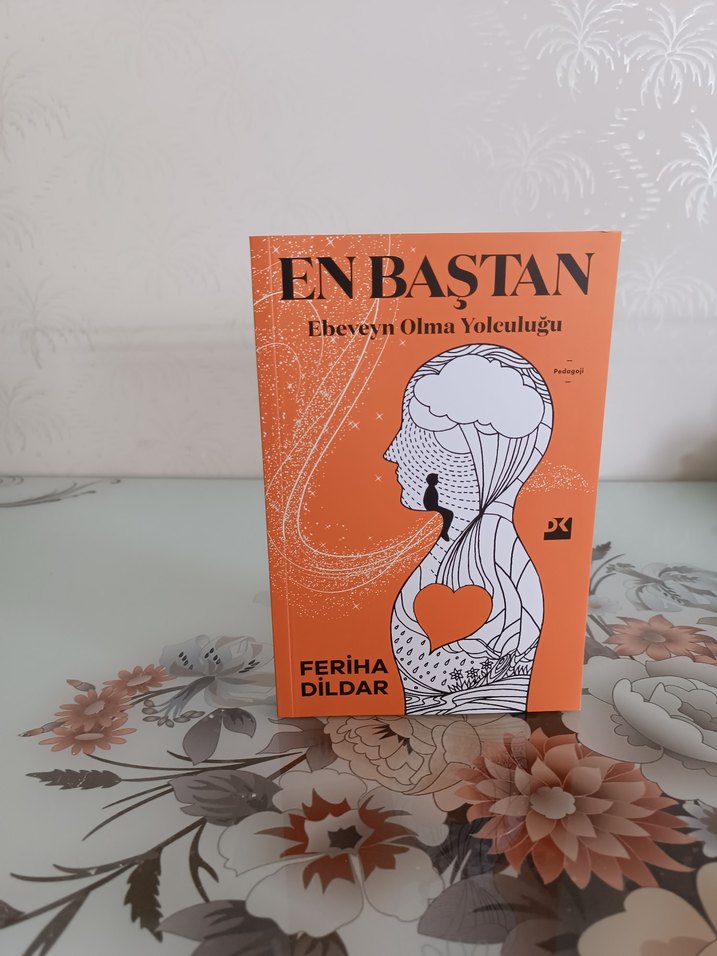 EN BAŞTAN
Ebeveyn Olma Yolculuğu
Pedagoji
DK
FERİHA
DİLDAR